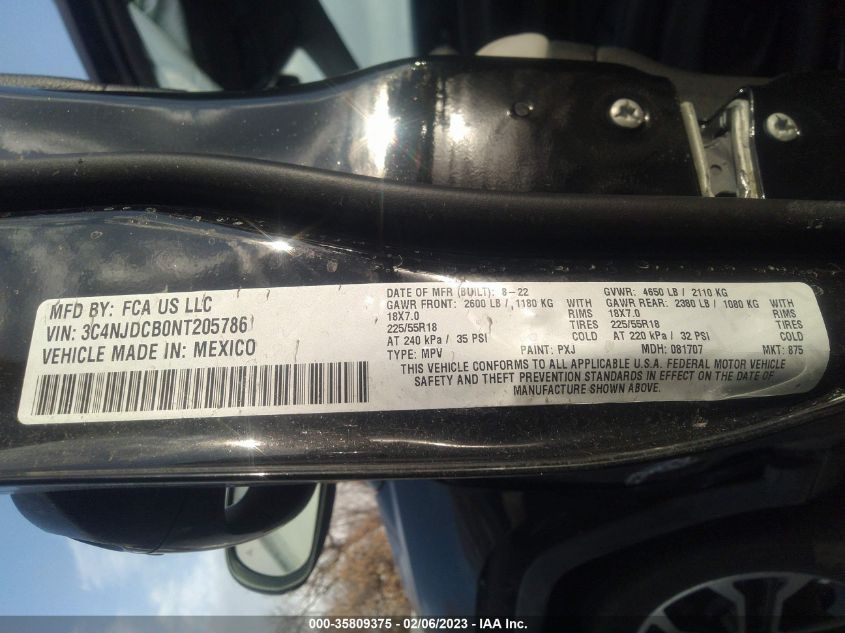 MFD BY: FCA US LLC
VIN: 3C4NJDCB0NT205786
VEHICLE MADE IN: MEXICO
DATE OF MFR (BUILT): 8-22 GVWR: 4650 LB / 2110 KG
GAWR FRONT: 2600 LB / 1180 KG WITH GAWR REAR: 2380 LB / 1080 KG WITH
18X7.0 RIMS 18X7.0 RIMS
225/55R18 TIRES 225/55R18 TIRES
AT 240 kPa / 35 PSI COLD AT 220 kPa / 32 PSI COLD
TYPE: MPV PAINT: PXJ MDH: 081707 MKT: 875
THIS VEHICLE CONFORMS TO ALL APPLICABLE U.S.A. FEDERAL MOTOR VEHICLE
SAFETY AND THEFT PREVENTION STANDARDS IN EFFECT ON THE DATE OF
MANUFACTURE SHOWN ABOVE.
000-35809375 - 02/06/2023 - IAA Inc.